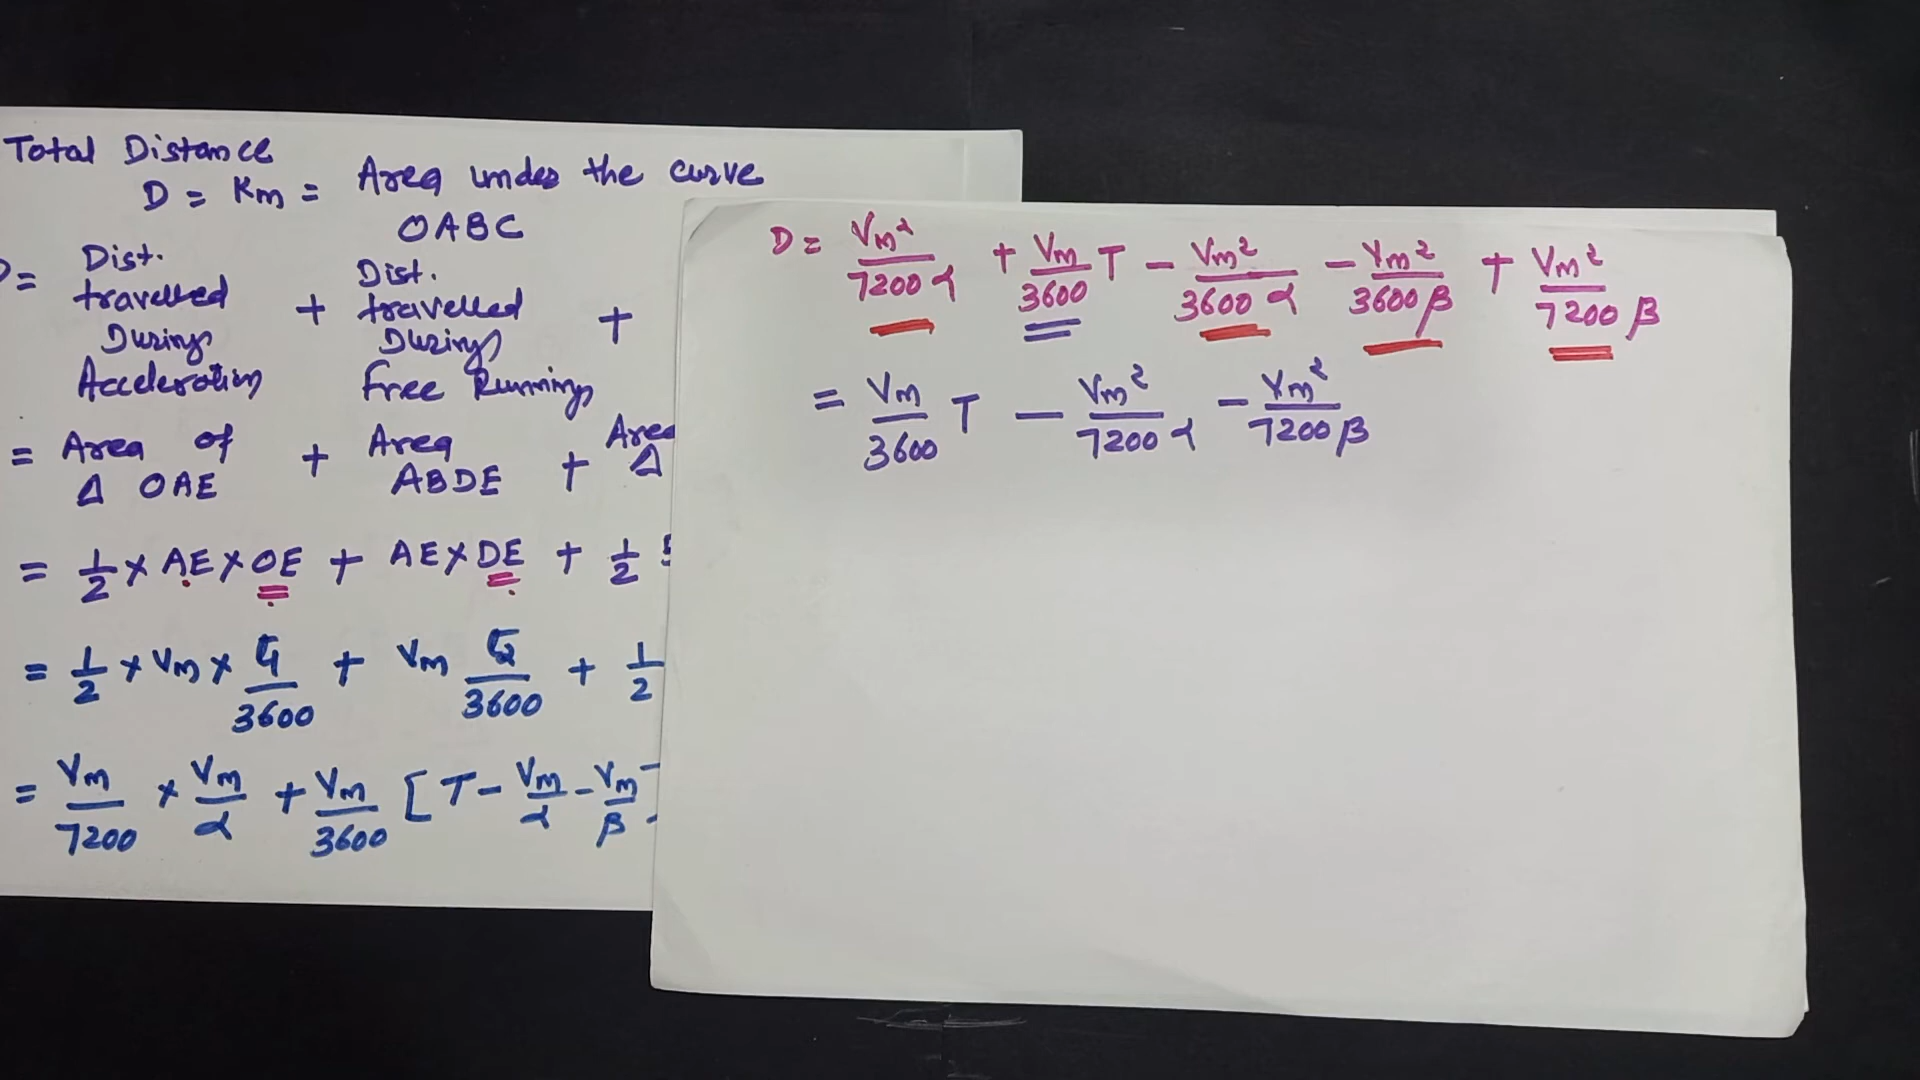 Total Distance
D = Km = Area under the curve
OABC
D = Dist. travelled During Acceleration + Dist. travelled During Free Running +
= Area of Δ OAE + Area ABDE + Area Δ
= 1/2 × AE × OE + AE × DE + 1/2
= 1/2 × Vm × t1/3600 + Vm t2/3600 + 1/2
= Vm/7200 × Vm/α + Vm/3600 [T - Vm/α - Vm/β]
D = Vm²/7200α + Vm/3600 T - Vm²/3600α - Vm²/3600β + Vm²/7200β
= Vm/3600 T - Vm²/7200α - Vm²/7200β